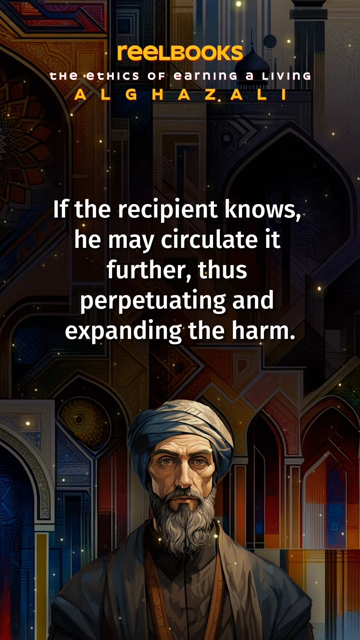 reelBOOKS
the ethics of earning a living
ALGHAZALI
If the recipient knows,
he may circulate it
further, thus
perpetuating and
expanding the harm.